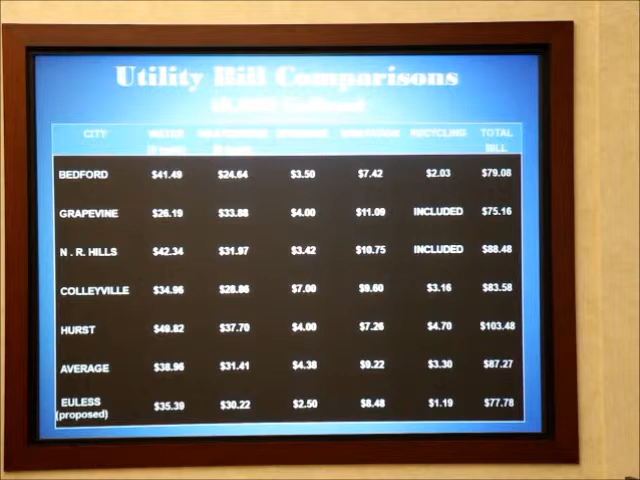 Utility Bill Comparisons
CITY WATER RECYCLING TOTAL
BILL
BEDFORD $41.49 $24.64 $3.50 $7.42 $2.03 $79.08
GRAPEVINE $26.19 $33.88 $4.00 $11.09 INCLUDED $75.16
N . R. HILLS $42.34 $31.97 $3.42 $10.75 INCLUDED $88.48
COLLEYVILLE $34.96 $28.86 $7.00 $9.60 $3.16 $83.58
HURST $49.82 $37.70 $4.00 $7.26 $4.70 $103.48
AVERAGE $38.96 $31.41 $4.38 $9.22 $3.30 $87.27
EULESS $35.39 $30.22 $2.50 $8.48 $1.19 $77.78
(proposed)